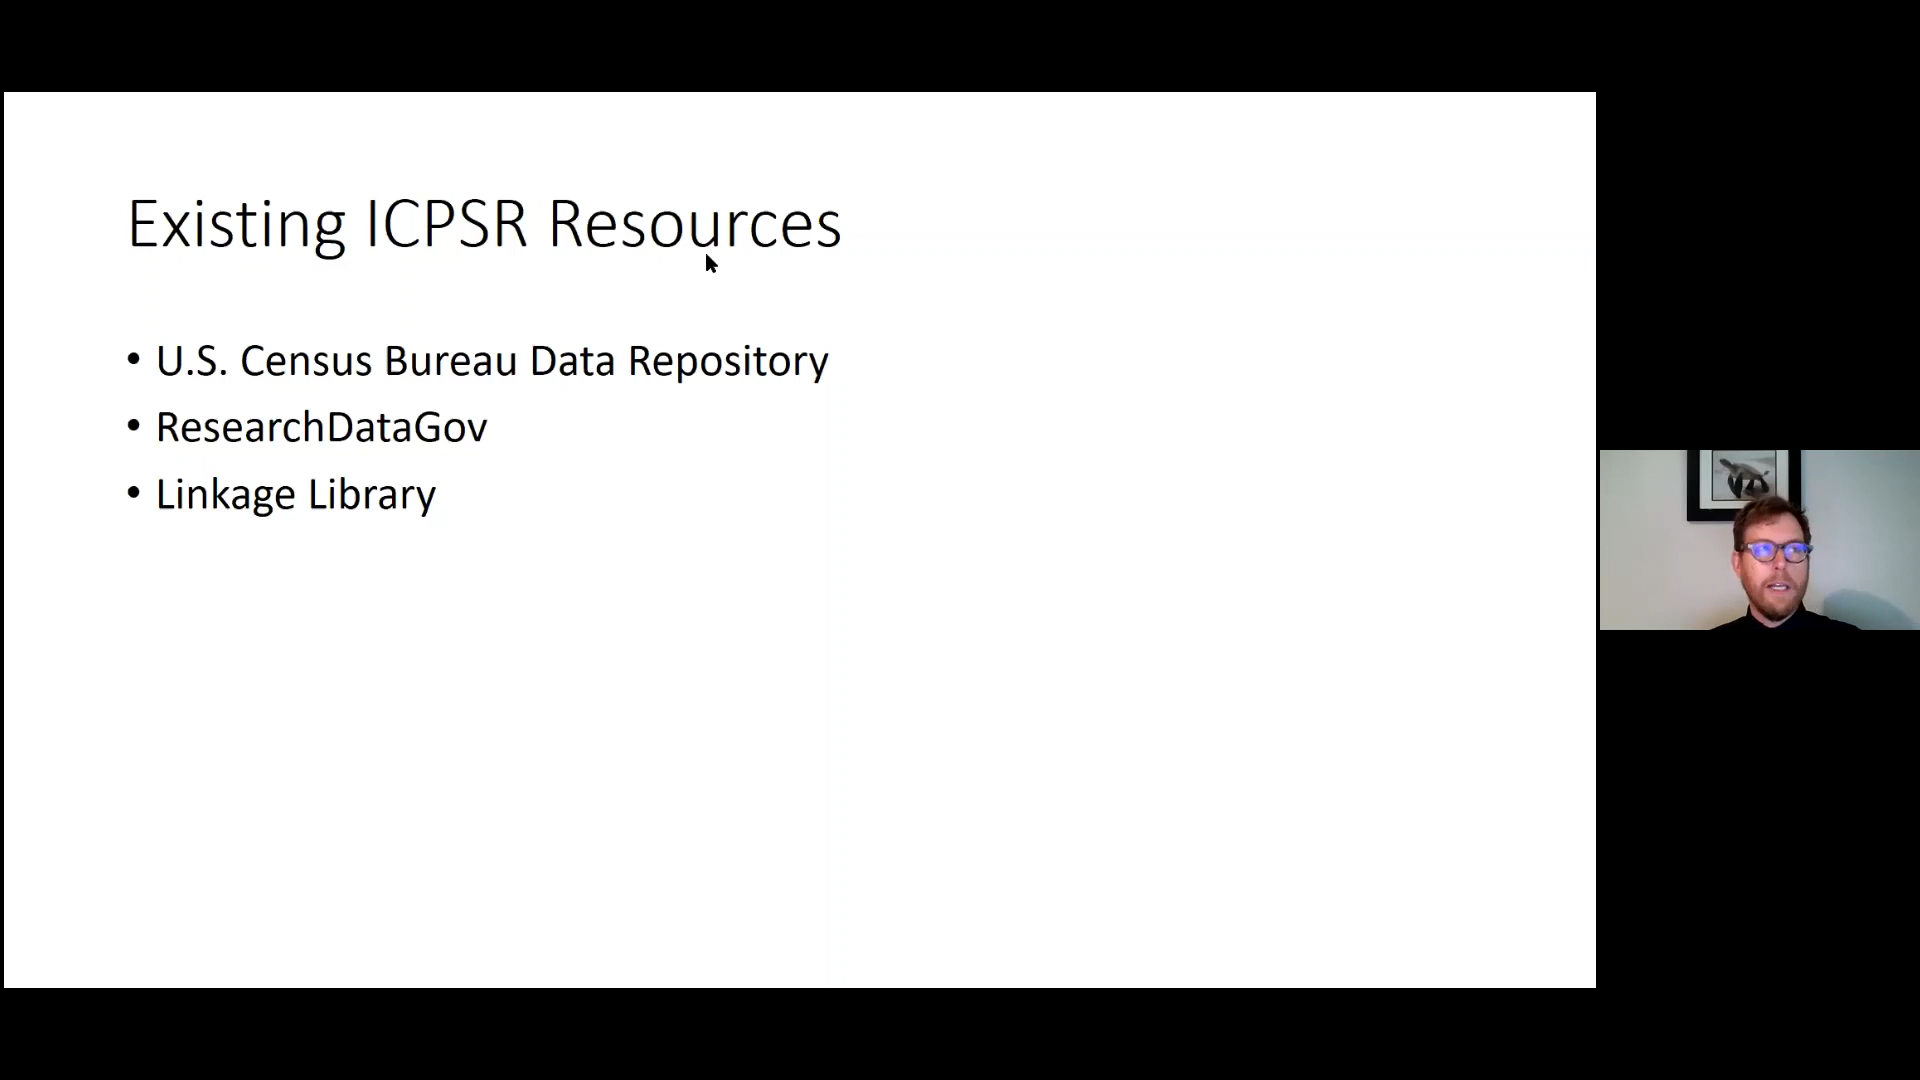 Existing ICPSR Resources
• U.S. Census Bureau Data Repository
• ResearchDataGov
• Linkage Library